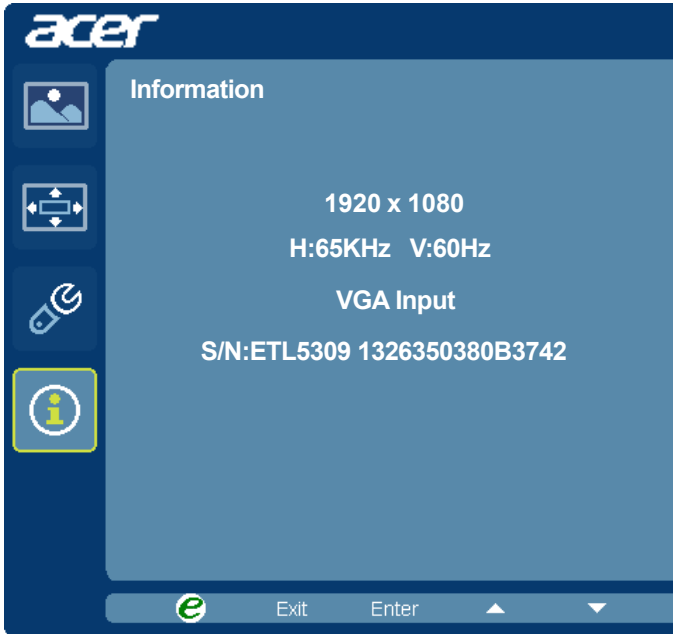 acer
Information
1920 x 1080
H:65KHz V:60Hz
VGA Input
S/N:ETL5309 1326350380B3742
e Exit Enter